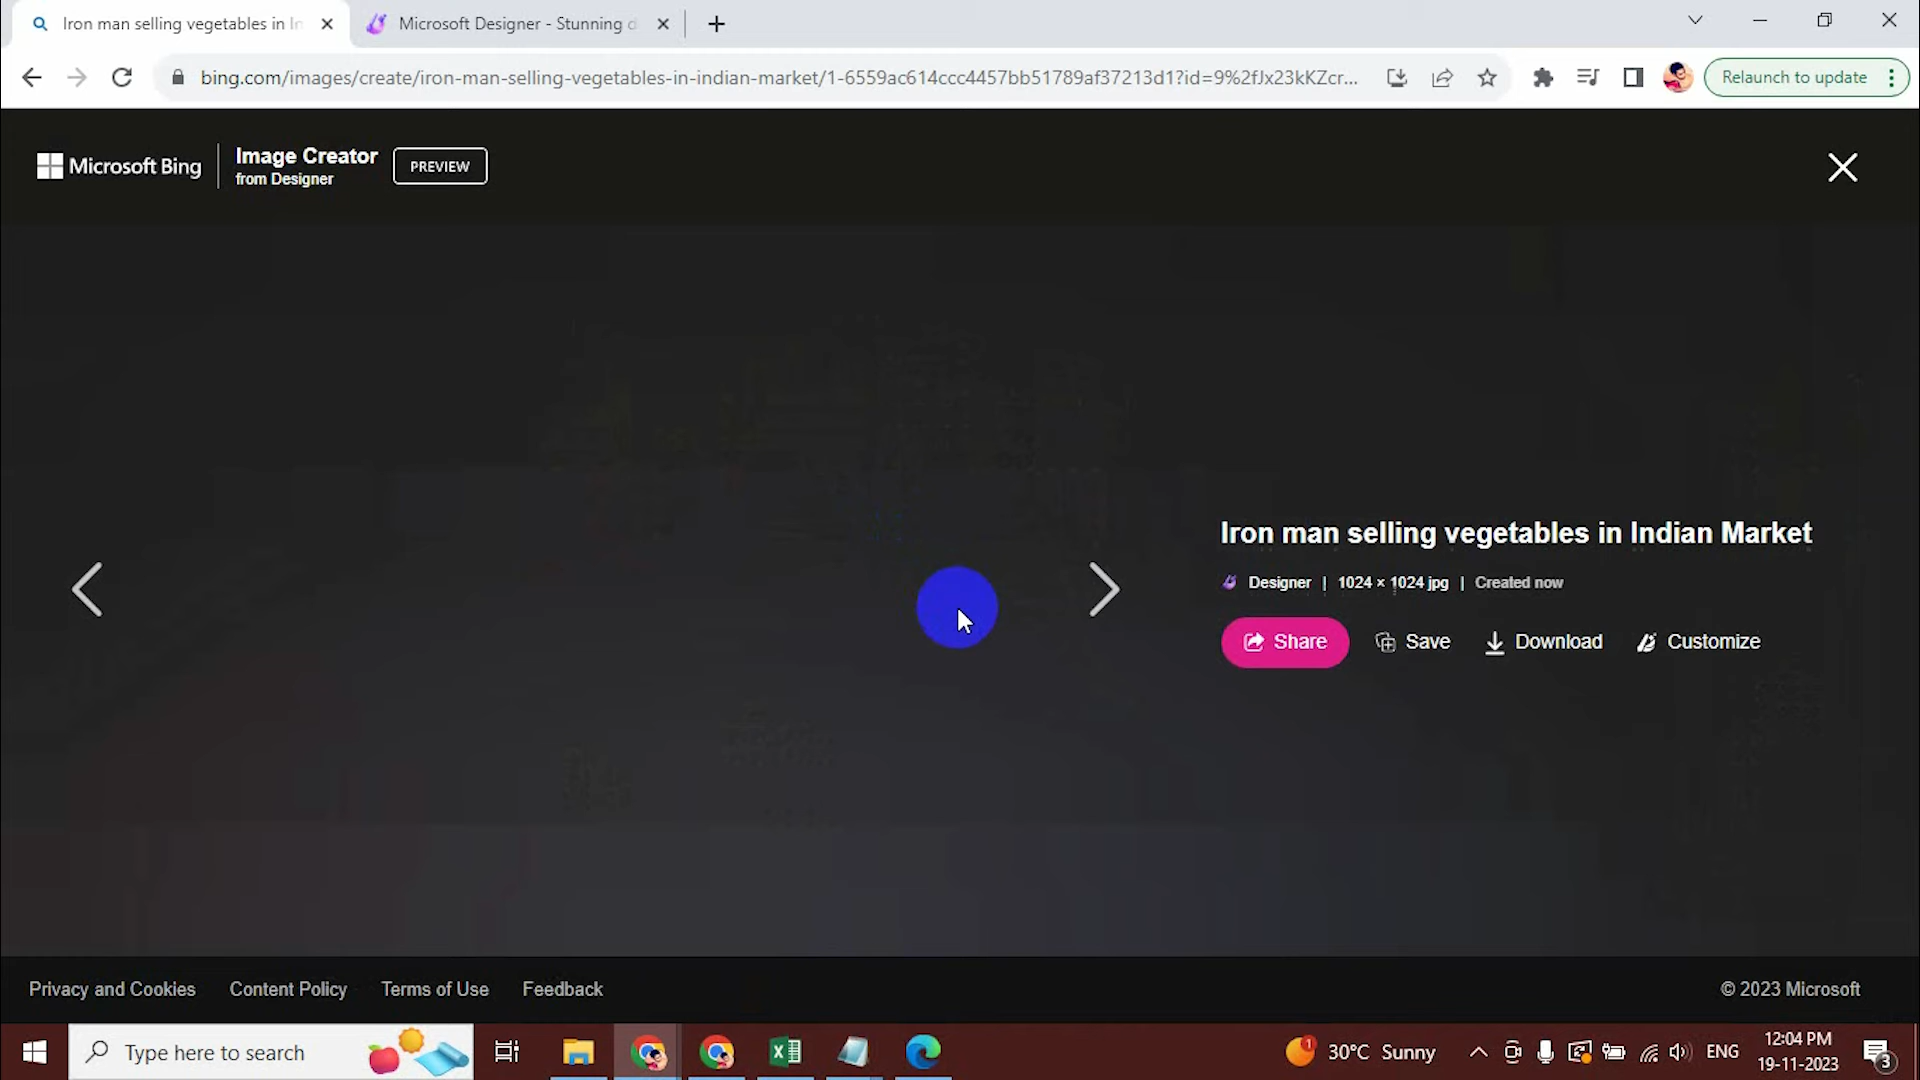 Iron man selling vegetables in In
Microsoft Designer - Stunning d
bing.com/images/create/iron-man-selling-vegetables-in-indian-market/1-6559ac614ccc4457bb51789af37213d1?id=9%2fJx23kKZcr...
Relaunch to update
Microsoft Bing
Image Creator
from Designer
PREVIEW
Iron man selling vegetables in Indian Market
Designer | 1024 × 1024 jpg | Created now
Share Save Download Customize
Privacy and Cookies Content Policy Terms of Use Feedback
© 2023 Microsoft
Type here to search
1
30°C Sunny
ENG
12:04 PM
19-11-2023
3